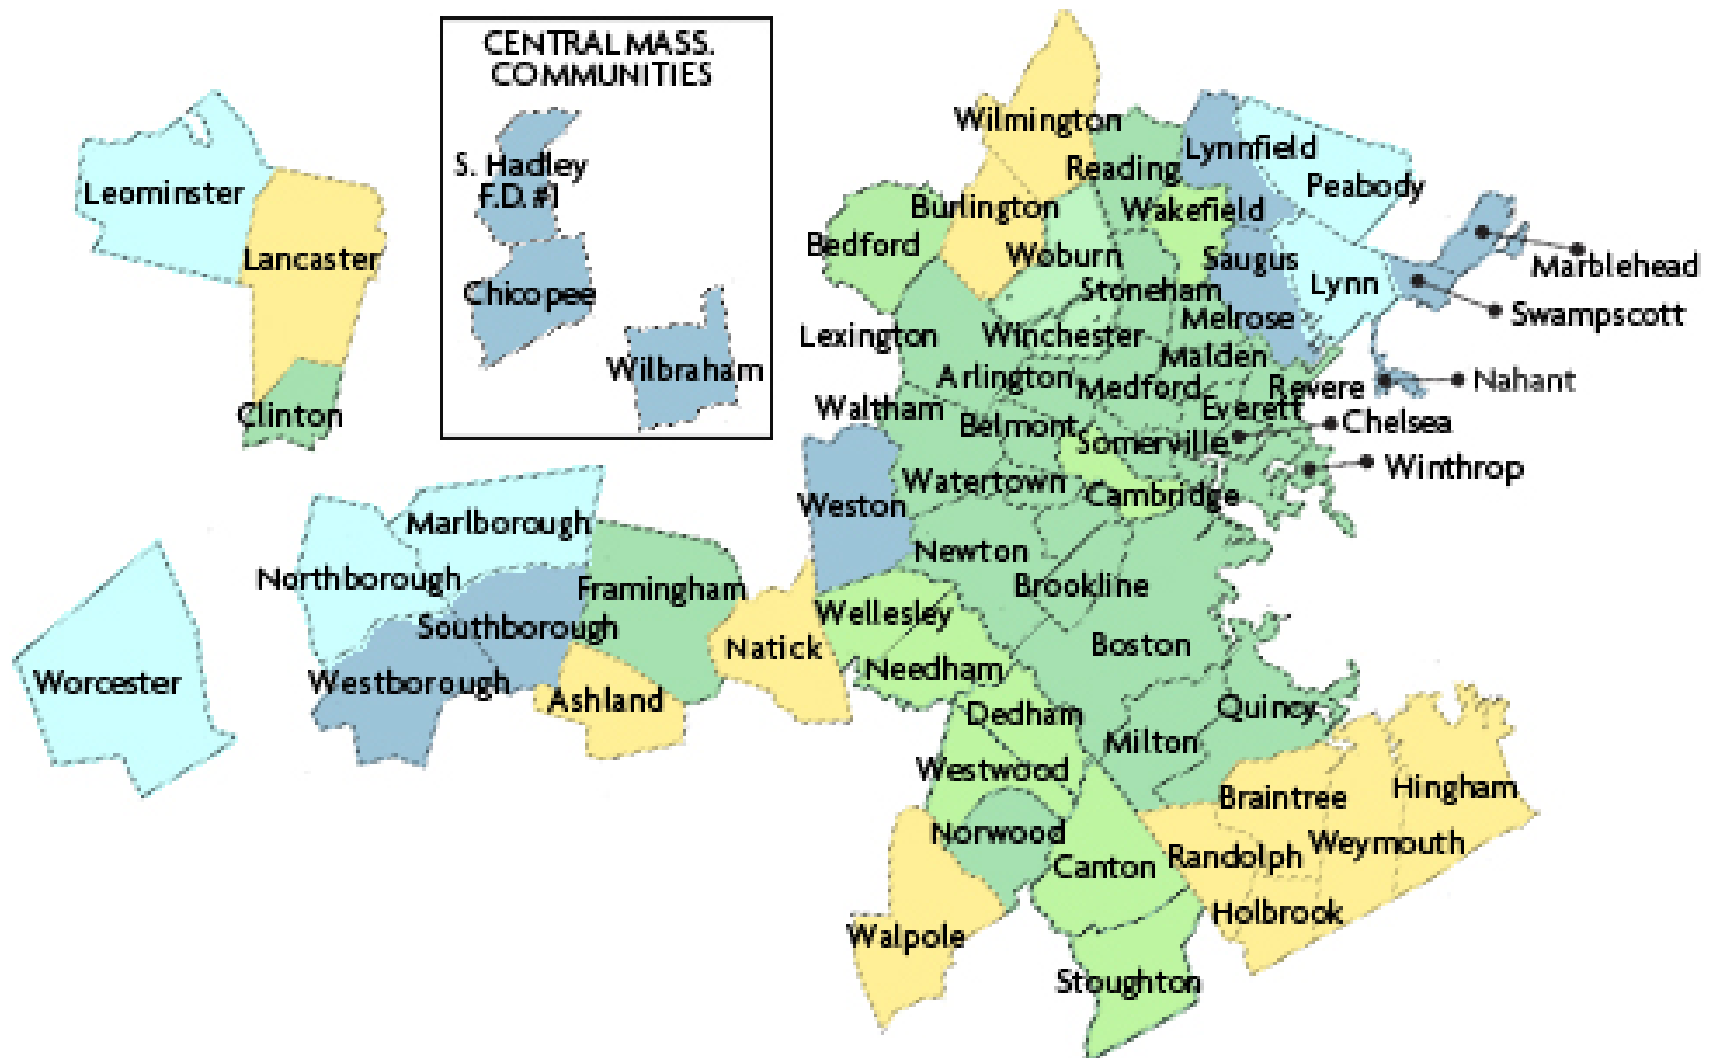 CENTRAL MASS.
COMMUNITIES
S. Hadley
F.D. #1
Chicopee
Wilbraham
Leominster
Lancaster
Clinton
Wilmington
Reading
Lynnfield
Peabody
Burlington
Wakefield
Bedford
Woburn
Saugus
Lynn
Marblehead
Stoneham
Swampscott
Lexington
Winchester
Melrose
Malden
Arlington
Medford
Revere
Nahant
Waltham
Everett
Chelsea
Belmont
Somerville
Winthrop
Watertown
Cambridge
Weston
Marlborough
Newton
Northborough
Framingham
Brookline
Wellesley
Southborough
Boston
Natick
Needham
Worcester
Westborough
Ashland
Dedham
Quincy
Milton
Westwood
Braintree
Hingham
Norwood
Weymouth
Canton
Randolph
Holbrook
Walpole
Stoughton